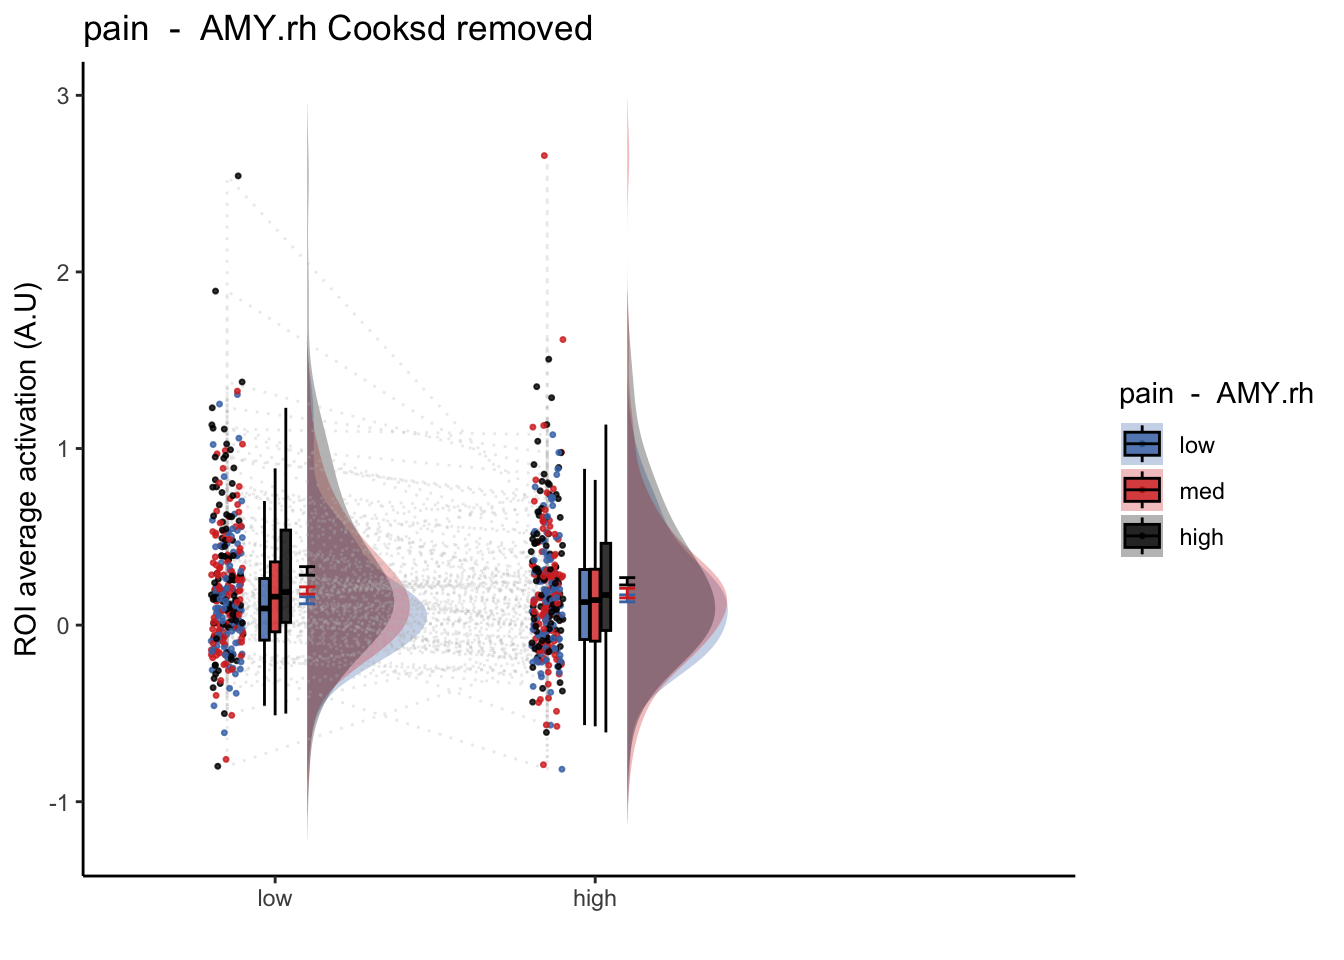 pain - AMY.rh Cooksd removed
ROI average activation (A.U)
3
2
1
0
-1
low
high
pain - AMY.rh
low
med
high